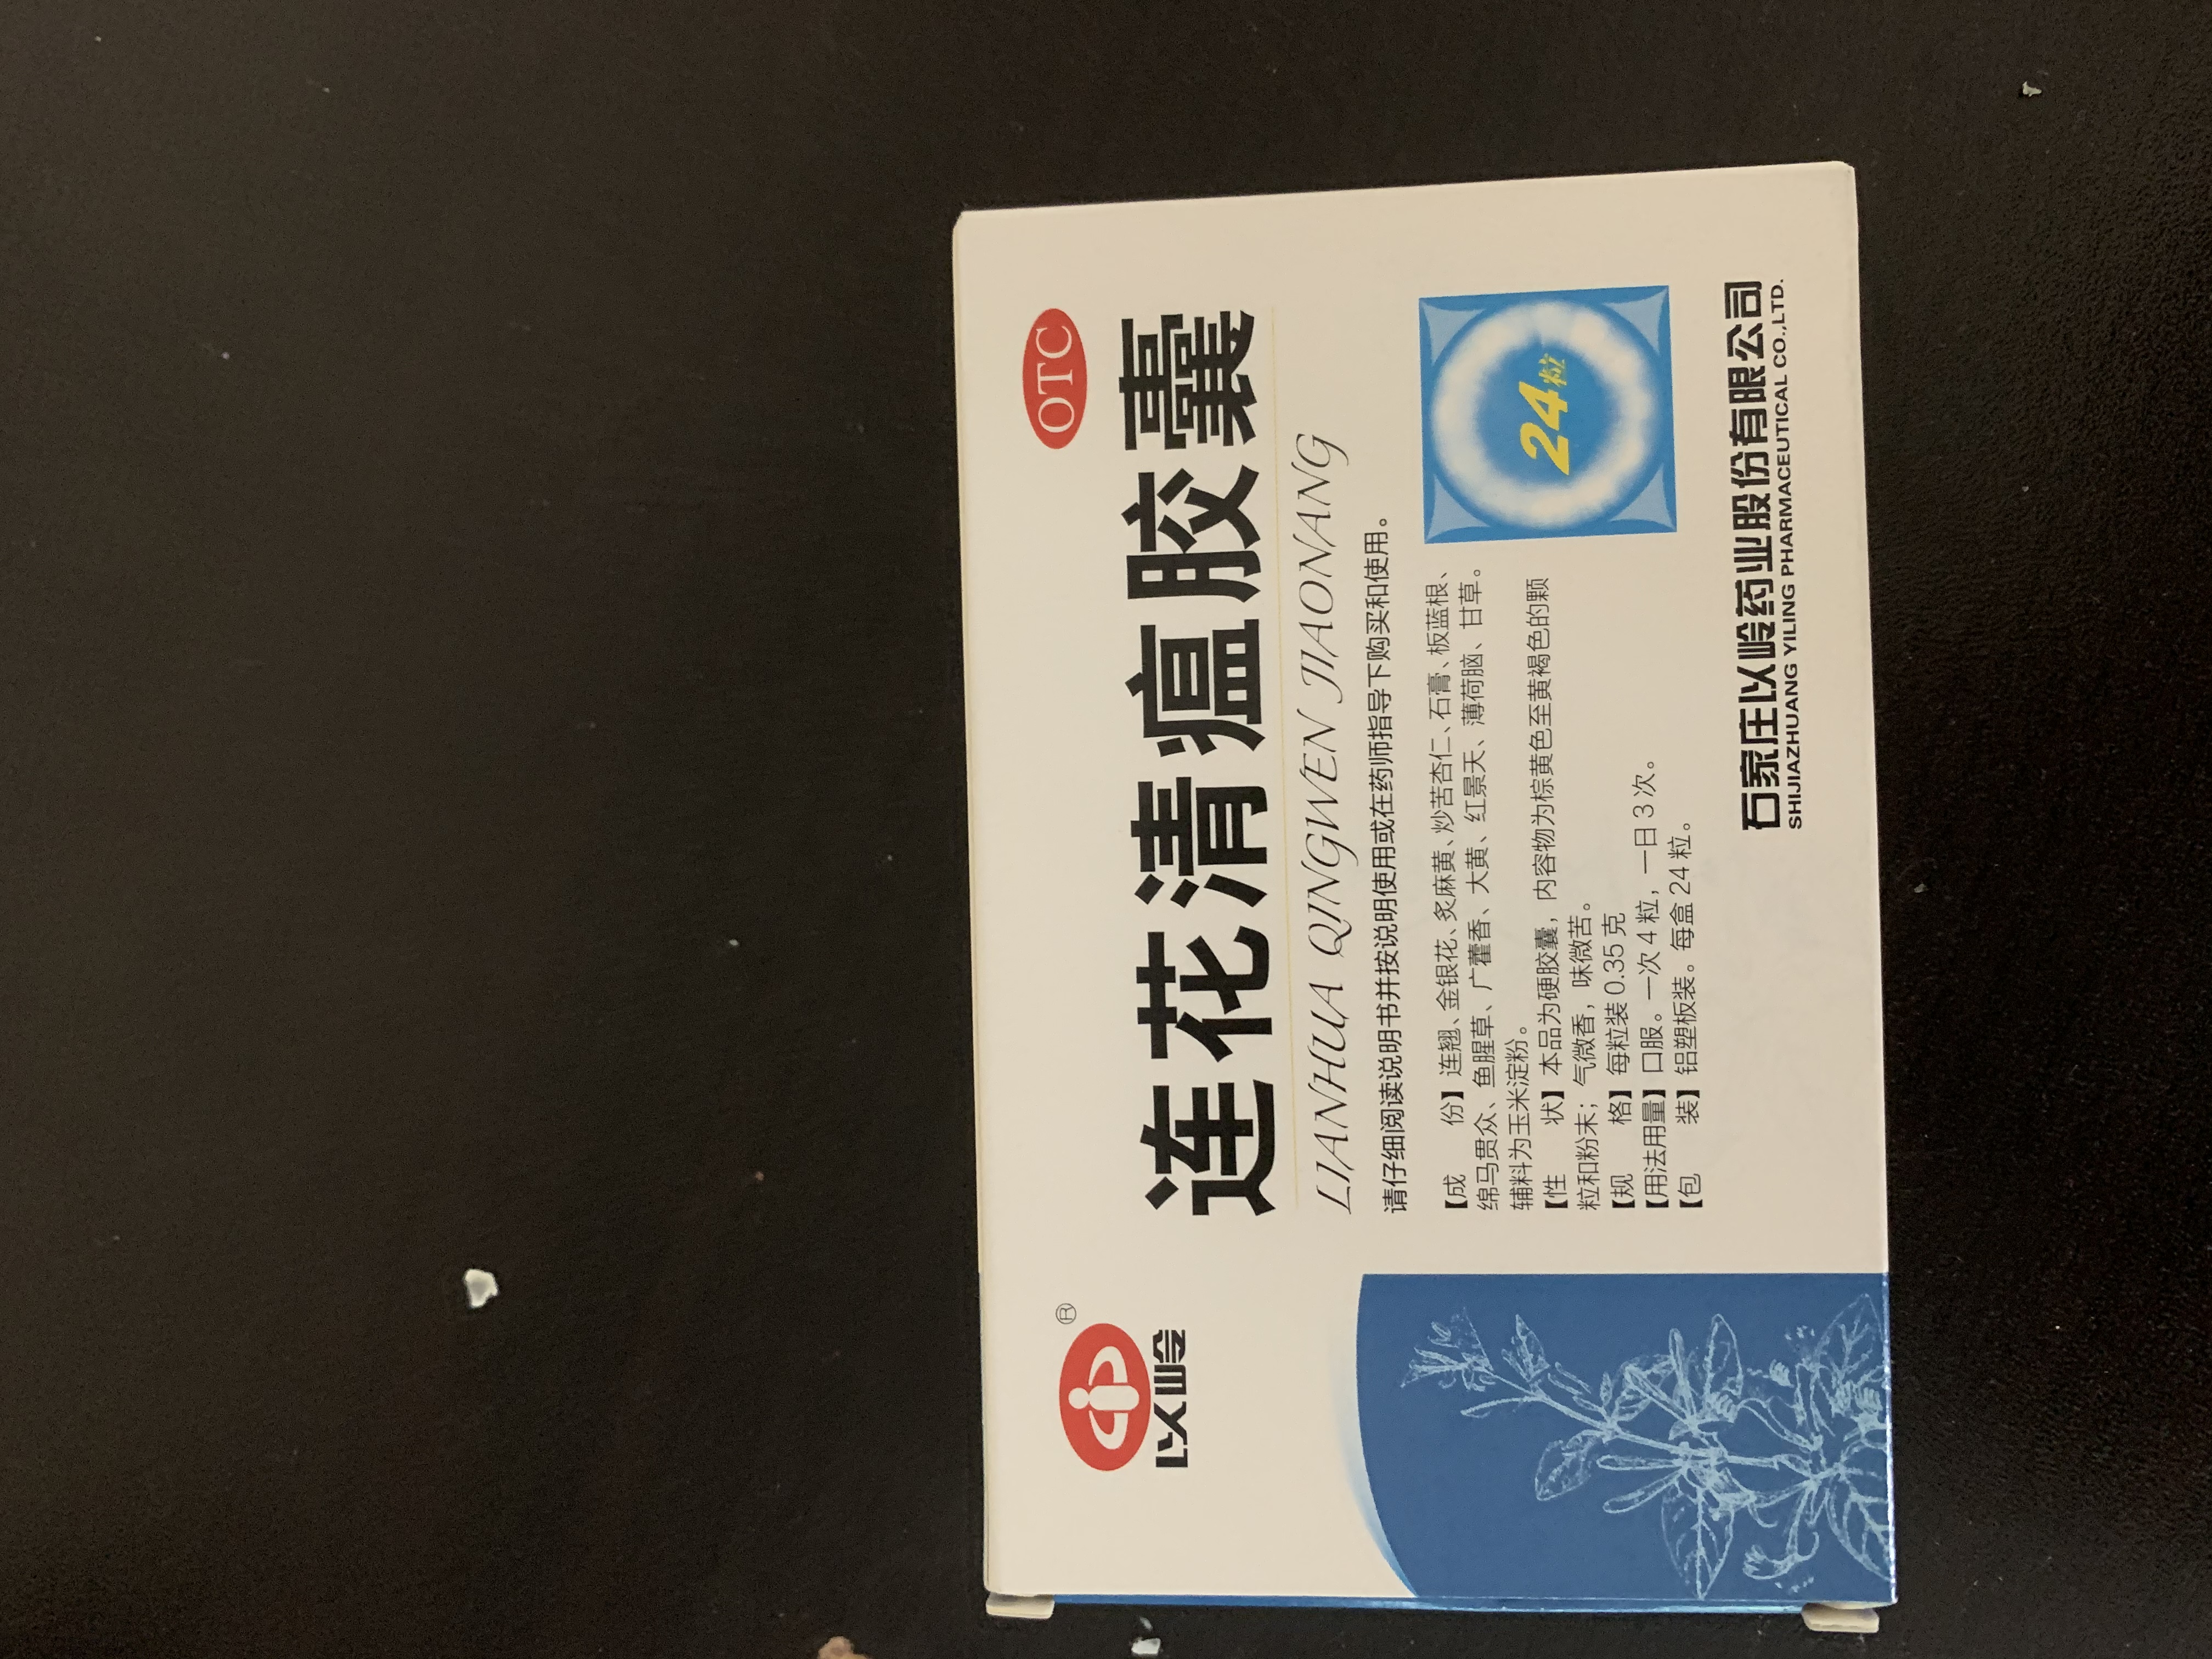 OTC
®
以岭
连花清瘟胶囊
LIANHUA QINGWEN JIAONANG
请仔细阅读说明书并按说明使用或在药师指导下购买和使用。
【成 份】连翘、金银花、炙麻黄、炒苦杏仁、石膏、板蓝根、
绵马贯众、鱼腥草、广藿香、大黄、红景天、薄荷脑、甘草。
辅料为玉米淀粉。
【性 状】本品为硬胶囊，内容物为棕黄色至黄褐色的颗
粒和粉末；气微香，味微苦。
【规 格】每粒装 0.35 克
【用法用量】口服。一次 4 粒，一日 3 次。
【包 装】铝塑板装。每盒 24 粒。
24粒
石家庄以岭药业股份有限公司
SHIJIAZHUANG YILING PHARMACEUTICAL CO.,LTD.